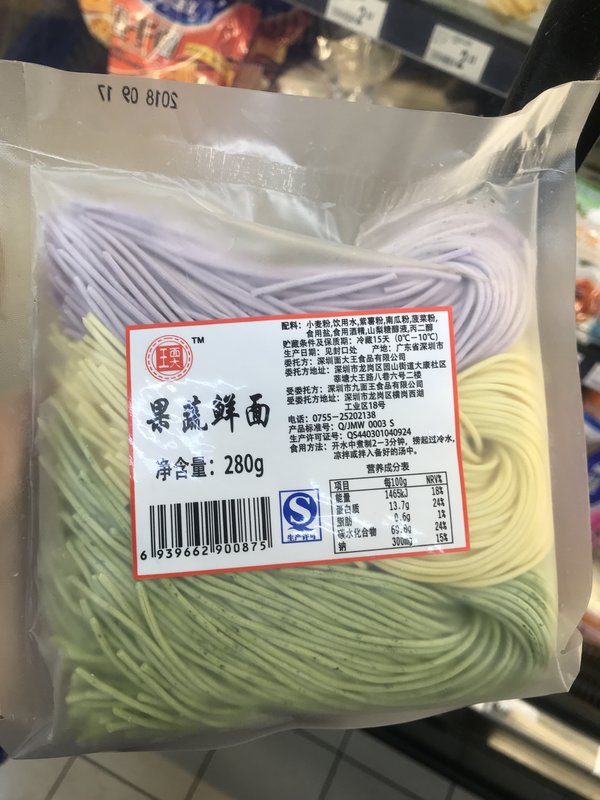 2018 09 17
王奕
TM
果蔬鲜面
净含量：280g
6 939662 900875
生产许可
配料：小麦粉,饮用水,紫薯粉,南瓜粉,菠菜粉,
食用盐,食用酒精,山梨糖醇液,丙二醇
贮藏条件及保质期：冷藏15天（0℃－10℃）
生产日期：见封口处 产地：广东省深圳市
委托方：深圳面大王食品有限公司
委托方地址：深圳市龙岗区园山街道大康社区
莘塘大王路八巷六号二楼
受委托方：深圳市九面王食品有限公司
受委托方地址：深圳市龙岗区横岗西湖
工业区18号
电话：0755-25202138
产品标准号：Q/JMW 0003 S
生产许可证号：QS440301040924
食用方法：开水中煮制2－3分钟，捞起过冷水，
凉拌或拌入备好的汤中。
营养成分表
项目 每100g NRV%
能量 1465kJ 18%
蛋白质 13.7g 24%
脂肪 0.6g 1%
碳水化合物 69.8g 24%
钠 300mg 15%